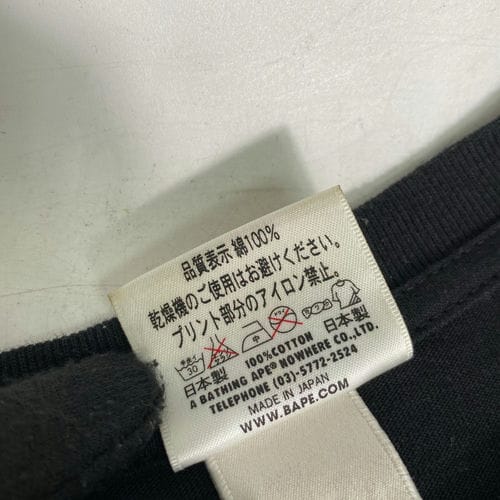 品質表示 綿100%
乾燥機のご使用はお避けください。
プリント部分のアイロン禁止。
30 中
日本製 100%COTTON 日本製
A BATHING APE® NOWHERE CO.,LTD.
TELEPHONE (03)-5772-2524
MADE IN JAPAN
WWW.BAPE.COM